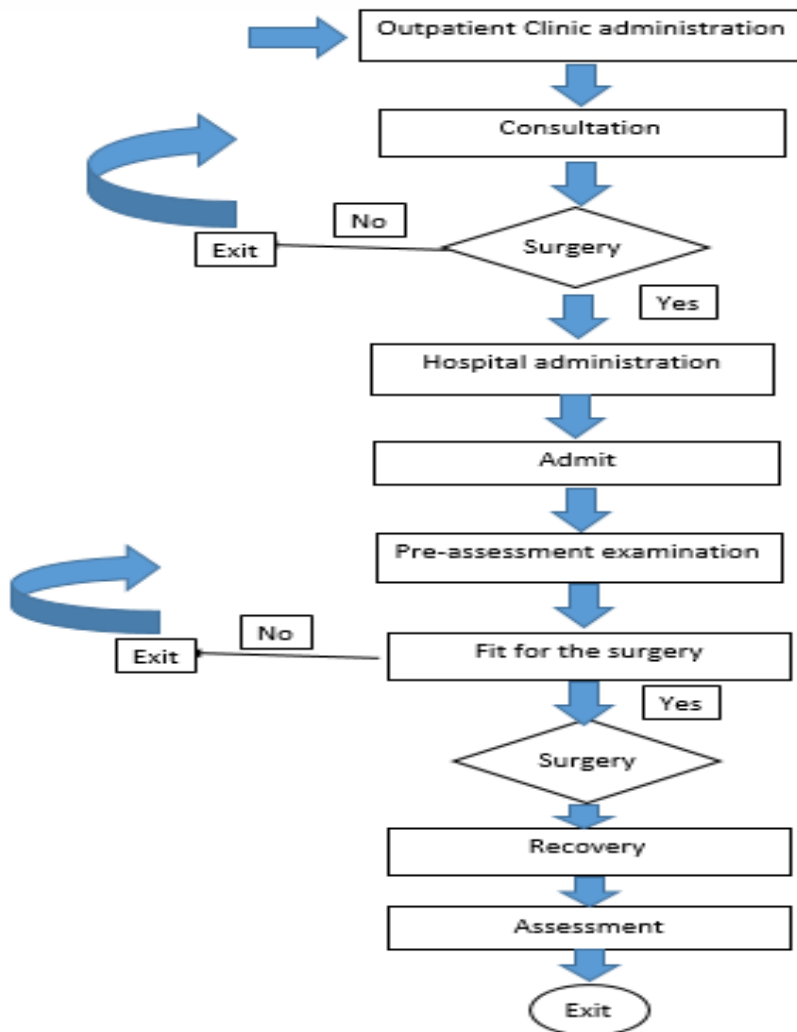 Outpatient Clinic administration
Consultation
No
Surgery
Exit
Yes
Hospital administration
Admit
Pre-assessment examination
No
Fit for the surgery
Exit
Yes
Surgery
Recovery
Assessment
Exit